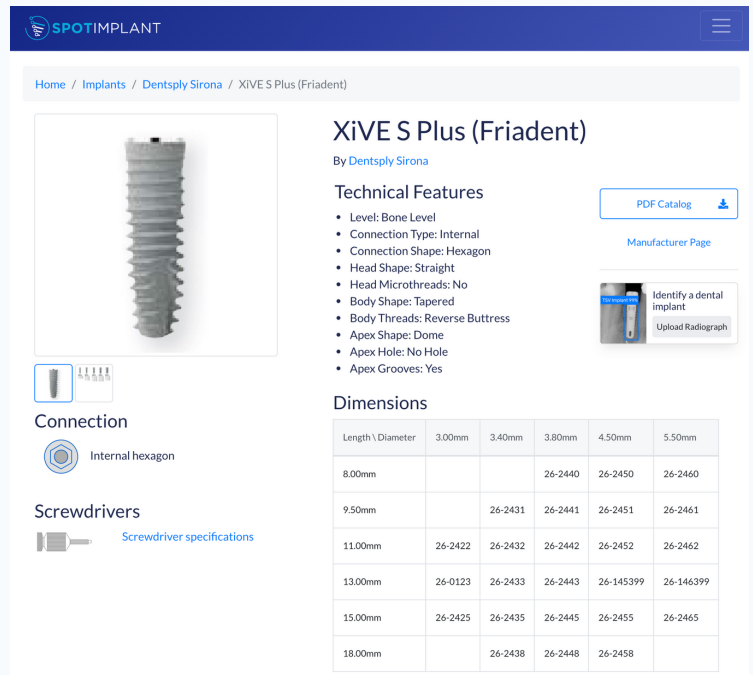 SPOTIMPLANT
Home / Implants / Dentsply Sirona / XiVE S Plus (Friadent)
XiVE S Plus (Friadent)
By Dentsply Sirona
Technical Features
• Level: Bone Level
• Connection Type: Internal
• Connection Shape: Hexagon
• Head Shape: Straight
• Head Microthreads: No
• Body Shape: Tapered
• Body Threads: Reverse Buttress
• Apex Shape: Dome
• Apex Hole: No Hole
• Apex Grooves: Yes
PDF Catalog
Manufacturer Page
TSV Implant 99%
Identify a dental
implant
Upload Radiograph
Connection
Internal hexagon
Screwdrivers
Screwdriver specifications
Dimensions
Length \ Diameter 3.00mm 3.40mm 3.80mm 4.50mm 5.50mm
8.00mm 26-2440 26-2450 26-2460
9.50mm 26-2431 26-2441 26-2451 26-2461
11.00mm 26-2422 26-2432 26-2442 26-2452 26-2462
13.00mm 26-0123 26-2433 26-2443 26-145399 26-146399
15.00mm 26-2425 26-2435 26-2445 26-2455 26-2465
18.00mm 26-2438 26-2448 26-2458